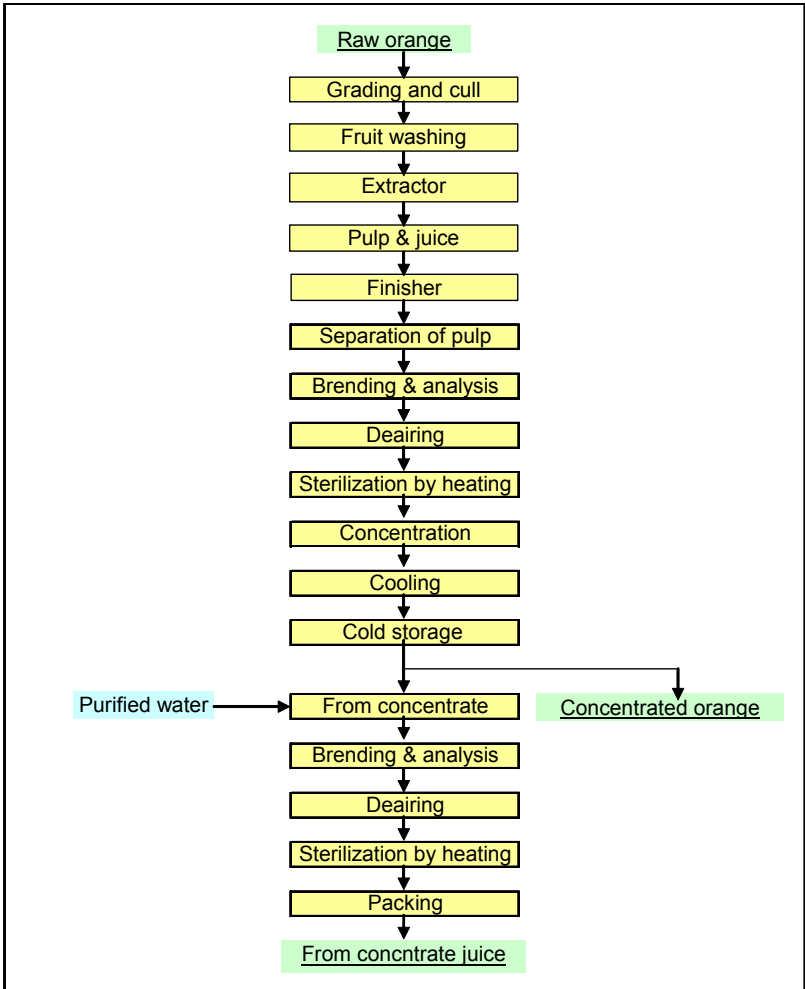 Raw orange
Grading and cull
Fruit washing
Extractor
Pulp & juice
Finisher
Separation of pulp
Brending & analysis
Deairing
Sterilization by heating
Concentration
Cooling
Cold storage
Purified water
From concentrate
Concentrated orange
Brending & analysis
Deairing
Sterilization by heating
Packing
From concntrate juice